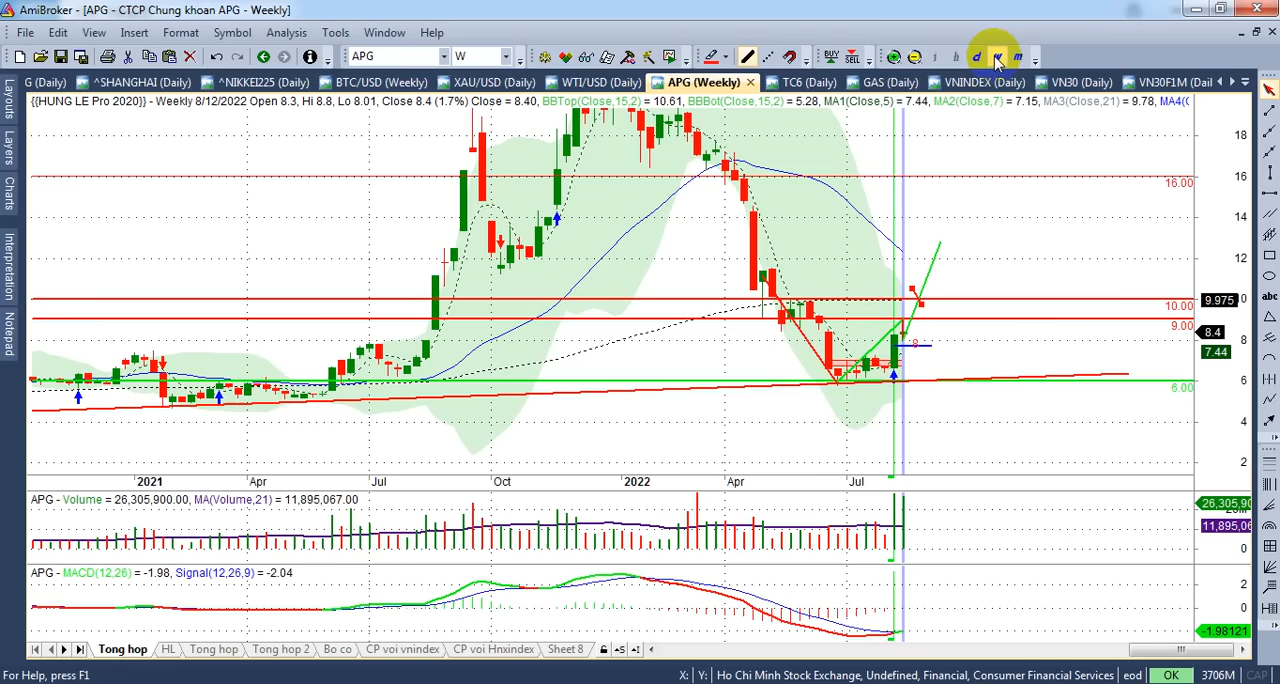 AmiBroker - [APG - CTCP Chung khoan APG - Weekly]
File Edit View Insert Format Symbol Analysis Tools Window Help
APG W BUY SELL i h d w m
G (Daily) ^SHANGHAI (Daily) ^NIKKEI225 (Daily) BTC/USD (Weekly) XAU/USD (Daily) WTI/USD (Daily) APG (Weekly) TC6 (Daily) GAS (Daily) VNINDEX (Daily) VN30 (Daily) VN30F1M (Dail
{{HUNG LE Pro 2020}} - Weekly 8/12/2022 Open 8.3, Hi 8.8, Lo 8.01, Close 8.4 (1.7%) Close = 8.40, BBTop(Close,15,2) = 10.61, BBBot(Close,15,2) = 5.28, MA1(Close,5) = 7.44, MA2(Close,7) = 7.15, MA3(Close,21) = 9.78, MA4(C
Layouts
Layers
Charts
Interpretation
Notepad
abc
18
16
16.00
14
12
10
9.975
10.00
9.00
8.4
8
8
7.44
6
6.00
4
2
2021 Apr Jul Oct 2022 Apr Jul
APG - Volume = 26,305,900.00, MA(Volume,21) = 11,895,067.00
26,305,90
11,895,06
0
APG - MACD(12,26) = -1.98, Signal(12,26,9) = -2.04
2
0
-1.98121
Tong hop HL Tong hop Tong hop 2 Bo co CP voi vnindex CP voi Hnxindex Sheet 8
For Help, press F1 X: Y: Ho Chi Minh Stock Exchange, Undefined, Financial, Consumer Financial Services eod OK 3706M CAP